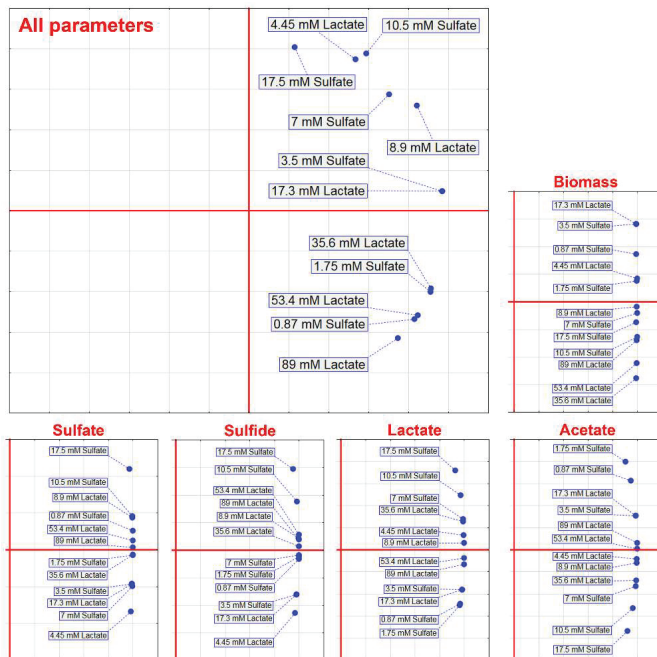 All parameters
4.45 mM Lactate
10.5 mM Sulfate
17.5 mM Sulfate
7 mM Sulfate
8.9 mM Lactate
3.5 mM Sulfate
17.3 mM Lactate
35.6 mM Lactate
1.75 mM Sulfate
53.4 mM Lactate
0.87 mM Sulfate
89 mM Lactate
Biomass
17.3 mM Lactate
3.5 mM Sulfate
0.87 mM Sulfate
4.45 mM Lactate
1.75 mM Sulfate
8.9 mM Lactate
7 mM Sulfate
17.5 mM Sulfate
10.5 mM Sulfate
89 mM Lactate
53.4 mM Lactate
35.6 mM Lactate
Sulfate
17.5 mM Sulfate
10.5 mM Sulfate
8.9 mM Lactate
0.87 mM Sulfate
53.4 mM Lactate
89 mM Lactate
1.75 mM Sulfate
35.6 mM Lactate
3.5 mM Sulfate
17.3 mM Lactate
7 mM Sulfate
4.45 mM Lactate
Sulfide
17.5 mM Sulfate
10.5 mM Sulfate
53.4 mM Lactate
89 mM Lactate
8.9 mM Lactate
35.6 mM Lactate
7 mM Sulfate
1.75 mM Sulfate
0.87 mM Sulfate
3.5 mM Sulfate
17.3 mM Lactate
4.45 mM Lactate
Lactate
17.5 mM Sulfate
10.5 mM Sulfate
7 mM Sulfate
35.6 mM Lactate
4.45 mM Lactate
8.9 mM Lactate
53.4 mM Lactate
89 mM Lactate
3.5 mM Sulfate
17.3 mM Lactate
0.87 mM Sulfate
1.75 mM Sulfate
Acetate
1.75 mM Sulfate
0.87 mM Sulfate
17.3 mM Lactate
3.5 mM Sulfate
89 mM Lactate
53.4 mM Lactate
4.45 mM Lactate
8.9 mM Lactate
35.6 mM Lactate
7 mM Sulfate
10.5 mM Sulfate
17.5 mM Sulfate